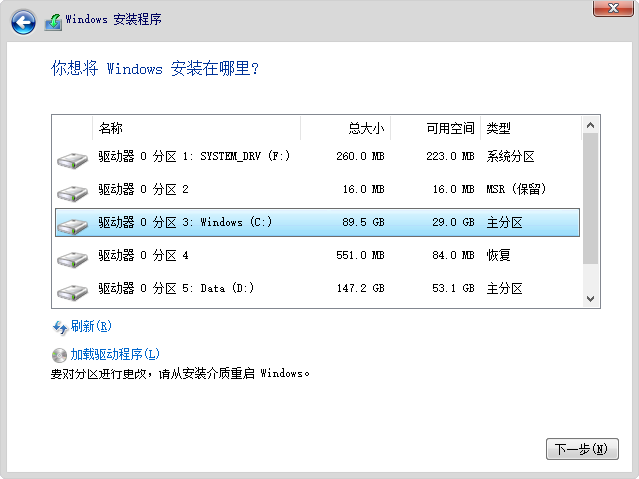 Windows 安装程序
你想将 Windows 安装在哪里?
名称 总大小 可用空间 类型
驱动器 0 分区 1: SYSTEM_DRV (F:) 260.0 MB 223.0 MB 系统分区
驱动器 0 分区 2 16.0 MB 16.0 MB MSR (保留)
驱动器 0 分区 3: Windows (C:) 89.5 GB 29.0 GB 主分区
驱动器 0 分区 4 551.0 MB 84.0 MB 恢复
驱动器 0 分区 5: Data (D:) 147.2 GB 53.1 GB 主分区
刷新(R)
加载驱动程序(L)
要对分区进行更改，请从安装介质重启 Windows。
下一步(N)